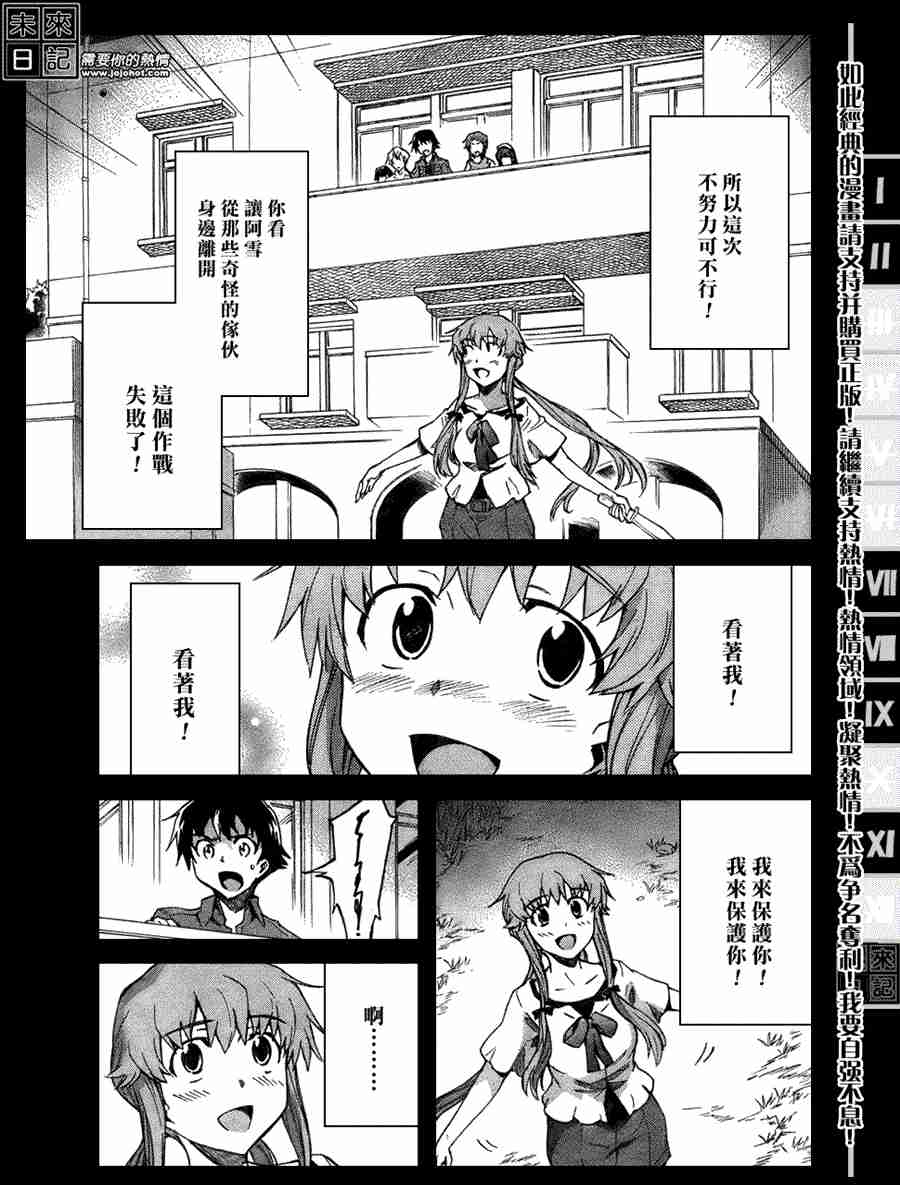 未來
日記
需要你的熱情
www.jojohot.com
所以這次
不努力可不行！
你看
讓阿雪
從那些奇怪的傢伙
身邊離開
這個作戰
失敗了！
看著我！
看著我！
我來保護你！
我來保護你！
啊⋯⋯
如此經典的漫畫請支持并購買正版！請繼續支持熱情！熱情領域！凝聚熱情！不爲争名奪利！我要自强不息！
I
II
III
IV
V
VI
VII
VIII
IX
X
XI
XII
來
記